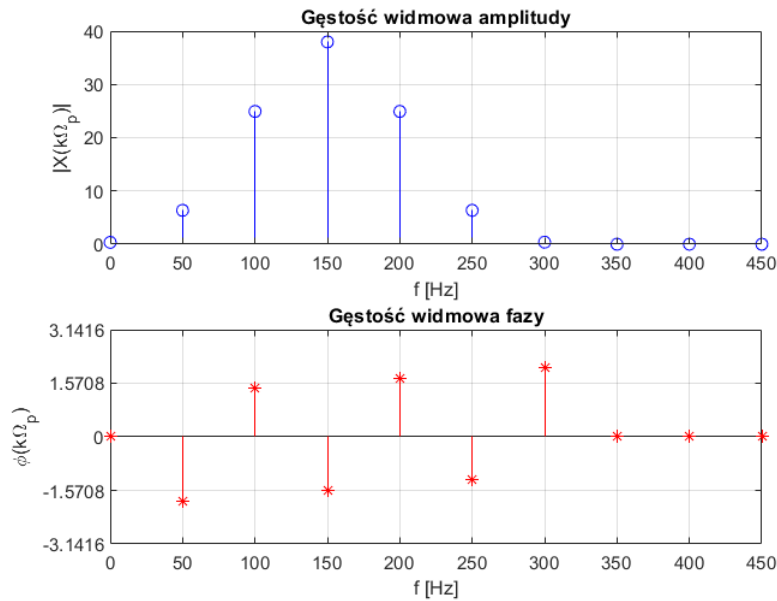 Gęstość widmowa amplitudy
40
30
20
10
0
|X(kΩp)|
0 50 100 150 200 250 300 350 400 450
f [Hz]
Gęstość widmowa fazy
3.1416
1.5708
0
-1.5708
-3.1416
ϕ(kΩp)
0 50 100 150 200 250 300 350 400 450
f [Hz]